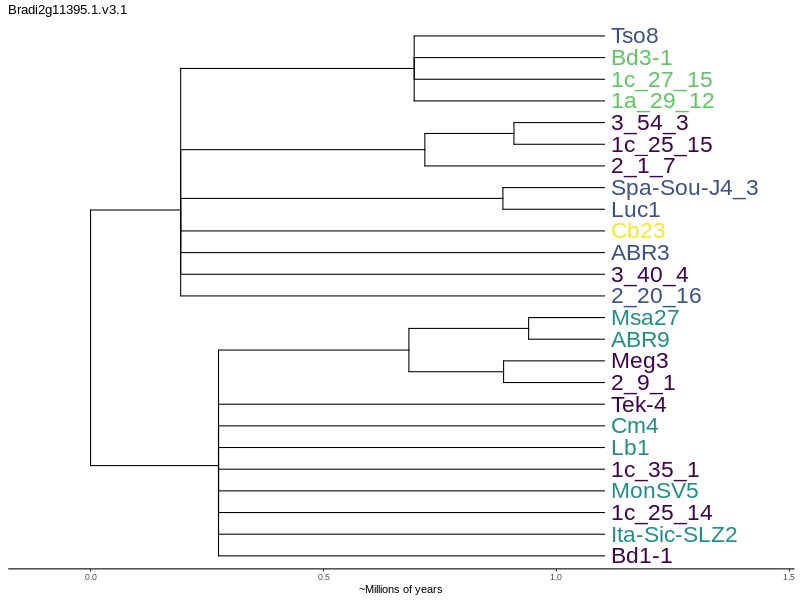 Bradi2g11395.1.v3.1
Tso8
Bd3-1
1c_27_15
1a_29_12
3_54_3
1c_25_15
2_1_7
Spa-Sou-J4_3
Luc1
Cb23
ABR3
3_40_4
2_20_16
Msa27
ABR9
Meg3
2_9_1
Tek-4
Cm4
Lb1
1c_35_1
MonSV5
1c_25_14
Ita-Sic-SLZ2
Bd1-1
0.0 0.5 1.0 1.5
~Millions of years